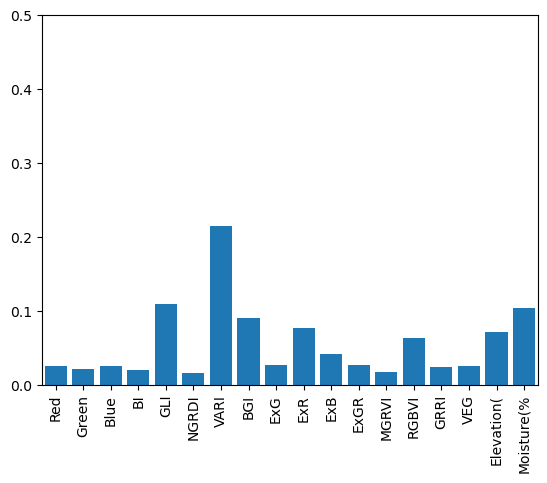 0.5
0.4
0.3
0.2
0.1
0.0
Red
Green
Blue
BI
GLI
NGRDI
VARI
BGI
ExG
ExR
ExB
ExGR
MGRVI
RGBVI
GRRI
VEG
Elevation(
Moisture(%